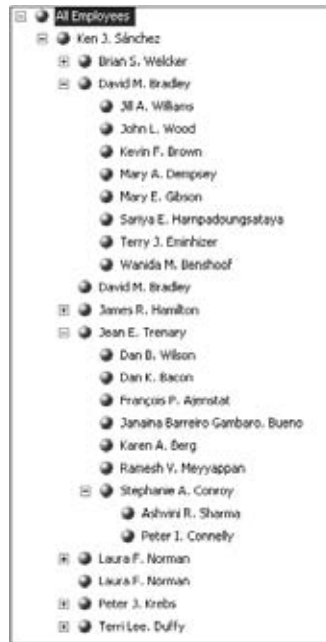 All Employees
Ken J. Sánchez
Brian S. Welcker
David M. Bradley
Jill A. Williams
John L. Wood
Kevin F. Brown
Mary A. Dempsey
Mary E. Gibson
Sariya E. Harnpadoungsataya
Terry J. Eminhizer
Wanida M. Benshoof
David M. Bradley
James R. Hamilton
Jean E. Trenary
Dan B. Wilson
Dan K. Bacon
François P. Ajenstat
Janaina Barreiro Gambaro. Bueno
Karen A. Berg
Ramesh V. Meyyappan
Stephanie A. Conroy
Ashvini R. Sharma
Peter I. Connelly
Laura F. Norman
Laura F. Norman
Peter J. Krebs
Terri Lee. Duffy